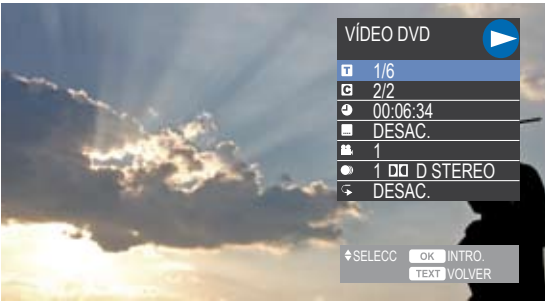 VÍDEO DVD
T 1/6
C 2/2
00:06:34
DESAC.
1
1 DD D STEREO
DESAC.
SELECC OK INTRO.
TEXT VOLVER